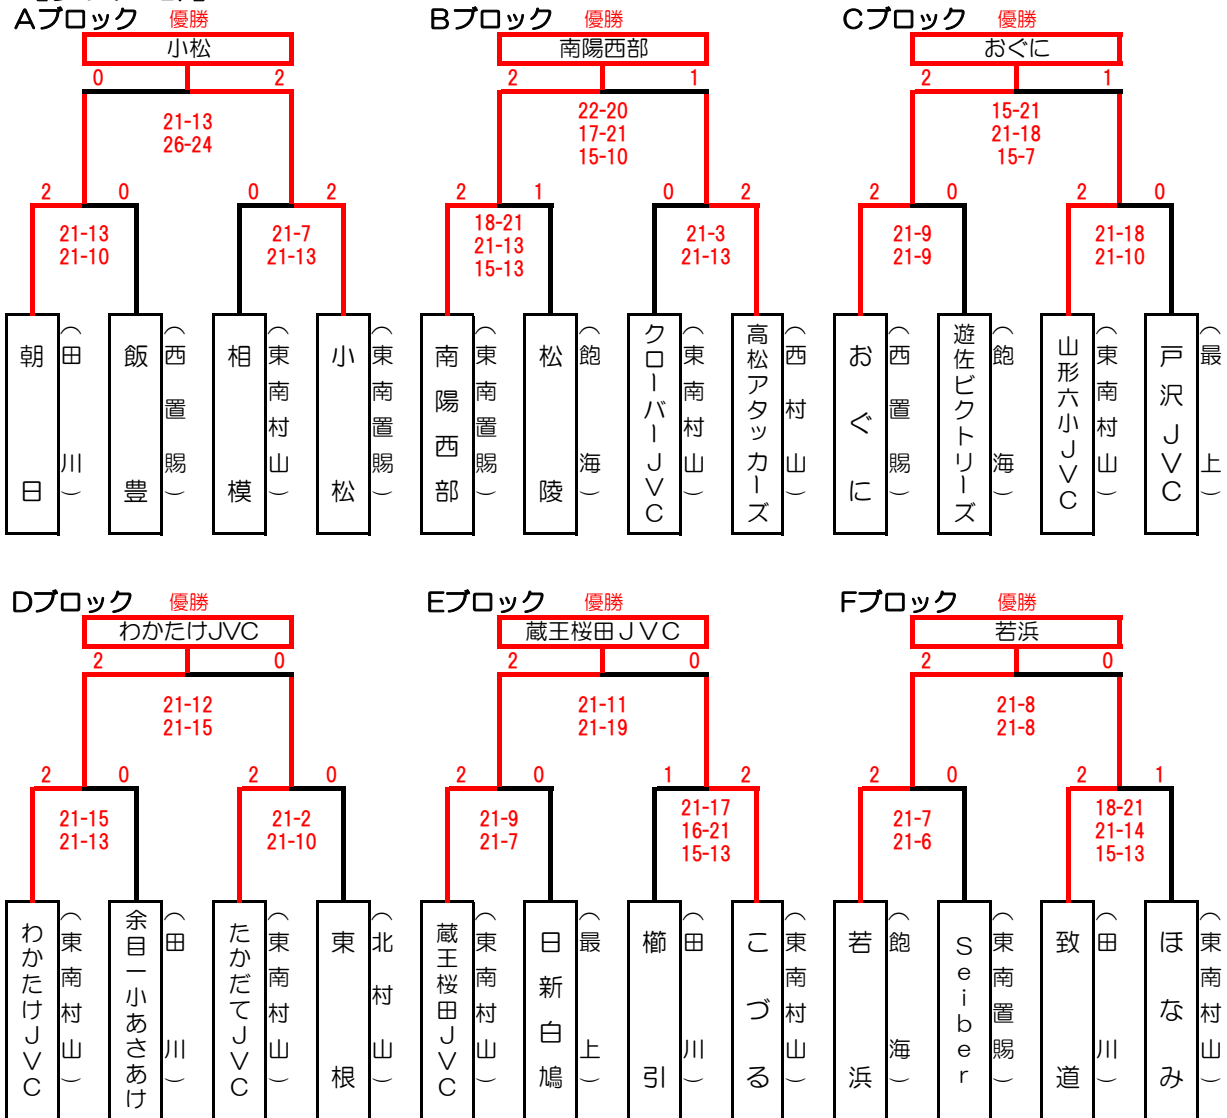 Aブロック 優勝
小松
0 2
21-13
26-24
2 0 0 2
21-13
21-10
21-7
21-13
朝日
(田川)
飯豊
(西置賜)
相模
(東南村山)
小松
(東南置賜)
Bブロック 優勝
南陽西部
2 1
22-20
17-21
15-10
2 1 0 2
18-21
21-13
15-13
21-3
21-13
南陽西部
(東南置賜)
松陵
(飽海)
クローバーJVC
(東南村山)
高松アタッカーズ
(西村山)
Cブロック 優勝
おぐに
2 1
15-21
21-18
15-7
2 0 2 0
21-9
21-9
21-18
21-10
おぐに
(西置賜)
遊佐ビクトリーズ
(飽海)
山形六小JVC
(東南村山)
戸沢JVC
(最上)
Dブロック 優勝
わかたけJVC
2 0
21-12
21-15
2 0 2 0
21-15
21-13
21-2
21-10
わかたけJVC
(東南村山)
余目一小あさあけ
(田川)
たかだてJVC
(東南村山)
東根
(北村山)
Eブロック 優勝
蔵王桜田JVC
2 0
21-11
21-19
2 0 1 2
21-9
21-7
21-17
16-21
15-13
蔵王桜田JVC
(東南村山)
日新白鳩
(最上)
櫛引
(田川)
こづる
(東南村山)
Fブロック 優勝
若浜
2 0
21-8
21-8
2 0 2 1
21-7
21-6
18-21
21-14
15-13
若浜
(飽海)
Seiber
(東南置賜)
致道
(田川)
ほなみ
(東南村山)